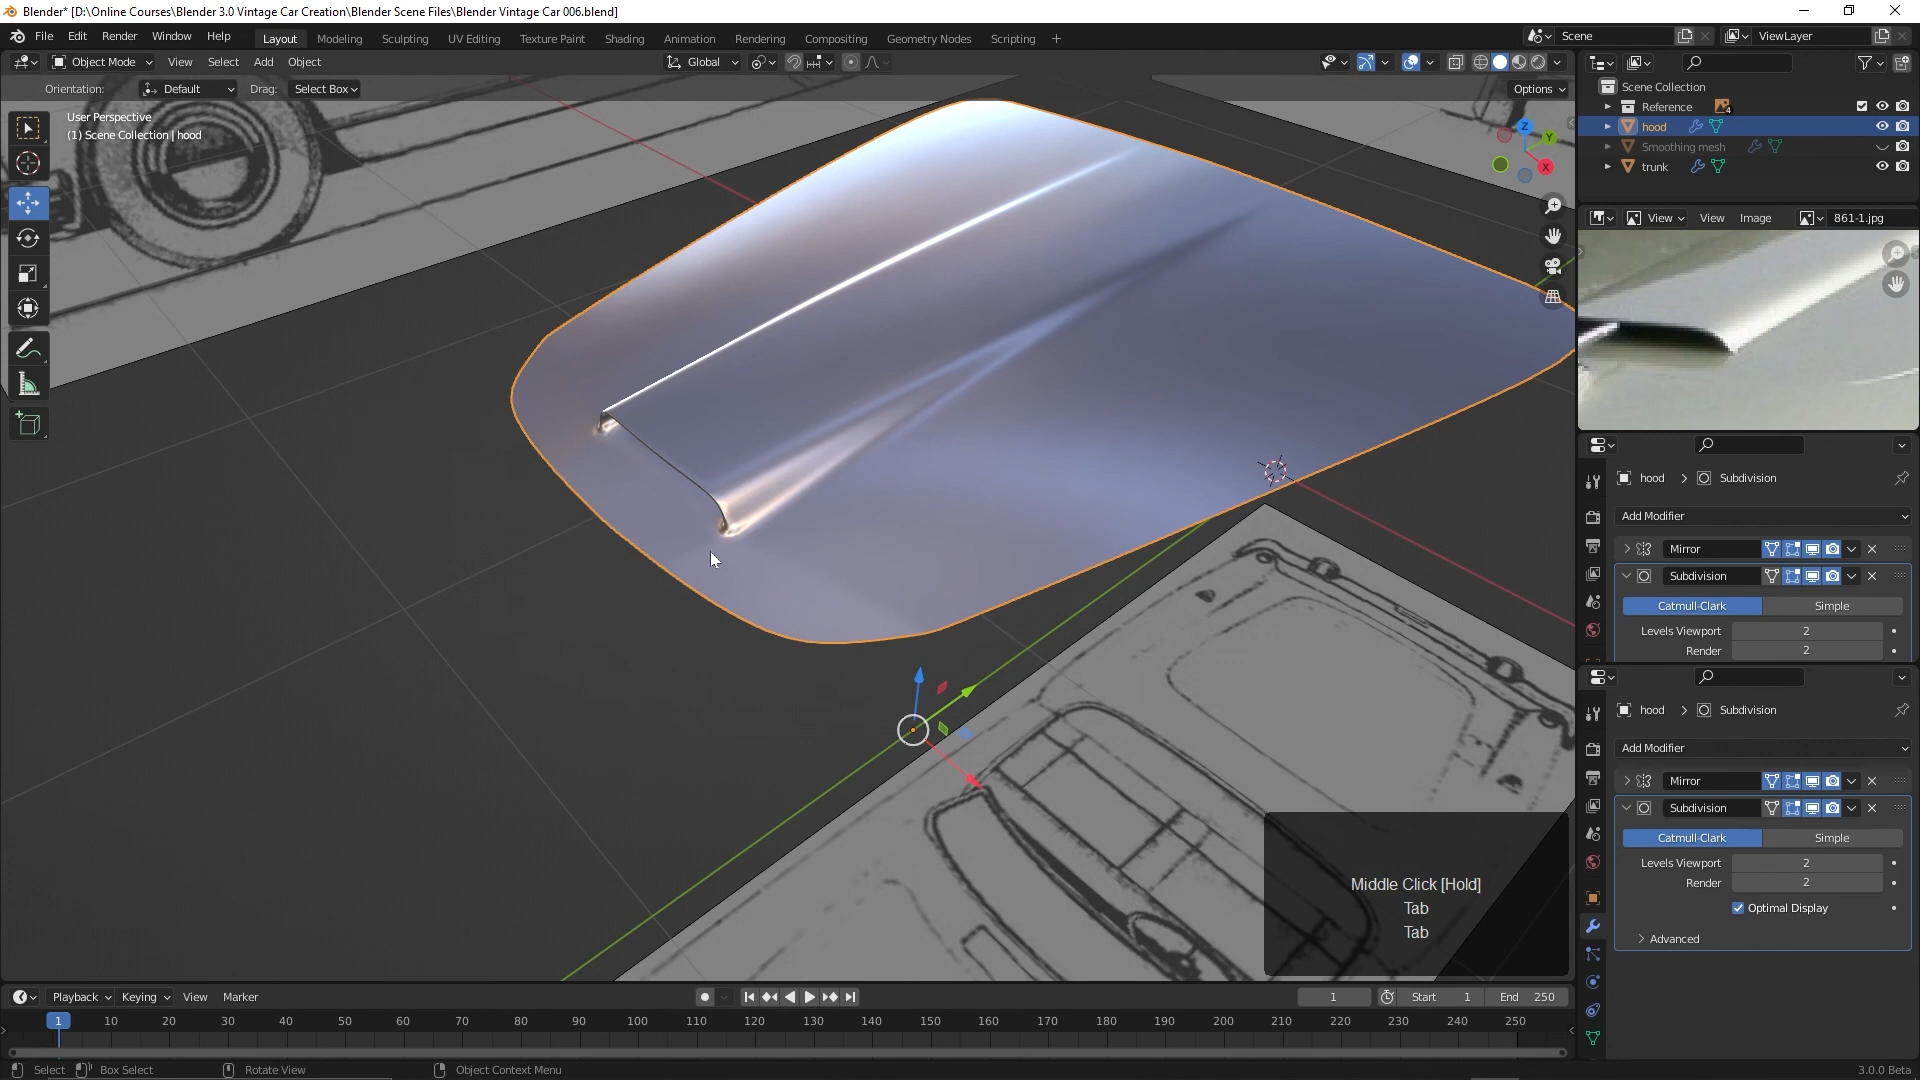 Blender* [D:\Online Courses\Blender 3.0 Vintage Car Creation\Blender Scene Files\Blender Vintage Car 006.blend]
File Edit Render Window Help Layout Modeling Sculpting UV Editing Texture Paint Shading Animation Rendering Compositing Geometry Nodes Scripting + Scene ViewLayer
Object Mode View Select Add Object Global
Orientation: Default Drag: Select Box Options
User Perspective
(1) Scene Collection | hood
Z
Y
X
Scene Collection
Reference 4
hood
Smoothing mesh
trunk
View View Image 861-1.jpg
hood > Subdivision
Add Modifier
Mirror
Subdivision
Catmull-Clark Simple
Levels Viewport 2
Render 2
hood > Subdivision
Add Modifier
Mirror
Subdivision
Catmull-Clark Simple
Levels Viewport 2
Render 2
Optimal Display
Advanced
Middle Click [Hold]
Tab
Tab
Playback Keying View Marker 1 Start 1 End 250
1 10 20 30 40 50 60 70 80 90 100 110 120 130 140 150 160 170 180 190 200 210 220 230 240 250
Select Box Select Rotate View Object Context Menu 3.0.0 Beta